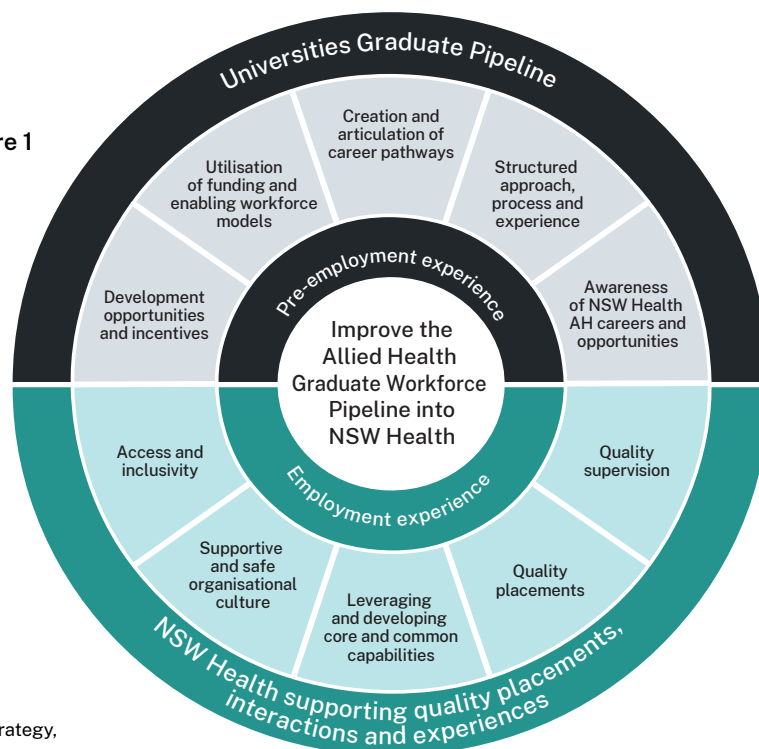 Universities Graduate Pipeline
re 1
Creation and
articulation of
career pathways
Utilisation
of funding and
enabling workforce
models
Structured
approach,
process and
experience
Development
opportunities
and incentives
Awareness
of NSW Health
AH careers and
opportunities
Pre-employment experience
Improve the
Allied Health
Graduate Workforce
Pipeline into
NSW Health
Employment experience
Access and
inclusivity
Quality
supervision
Supportive
and safe
organisational
culture
Leveraging
and developing
core and common
capabilities
Quality
placements
NSW Health supporting quality placements,
interactions and experiences
rategy,